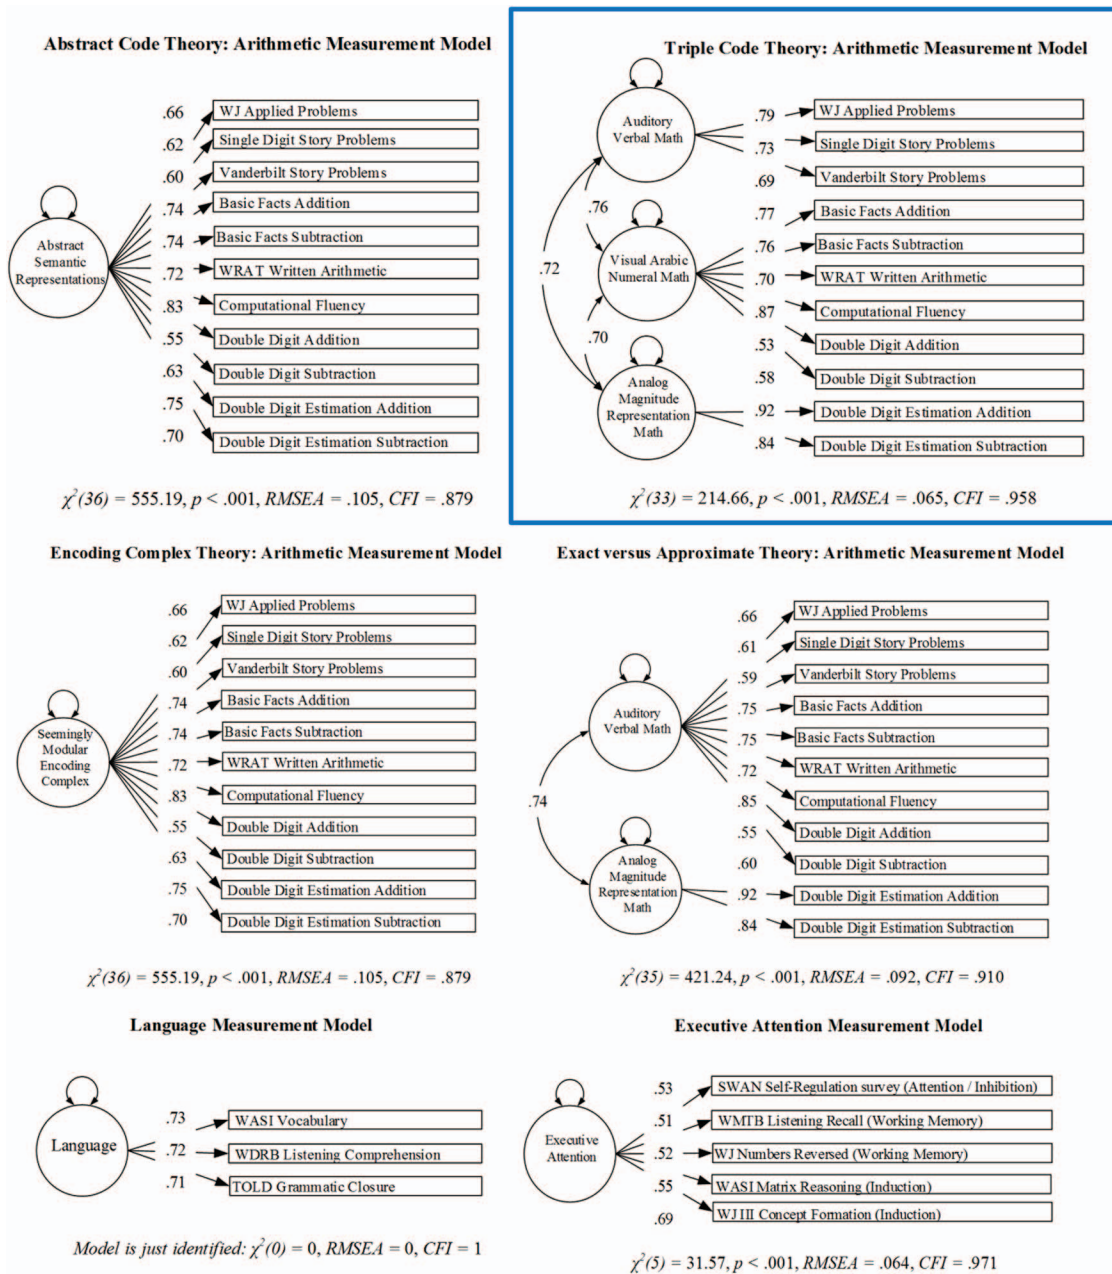 Abstract Code Theory: Arithmetic Measurement Model
Abstract
Semantic
Representations
.66
.62
.60
.74
.74
.72
.83
.55
.63
.75
.70
WJ Applied Problems
Single Digit Story Problems
Vanderbilt Story Problems
Basic Facts Addition
Basic Facts Subtraction
WRAT Written Arithmetic
Computational Fluency
Double Digit Addition
Double Digit Subtraction
Double Digit Estimation Addition
Double Digit Estimation Subtraction
χ²(36) = 555.19, p < .001, RMSEA = .105, CFI = .879
Triple Code Theory: Arithmetic Measurement Model
Auditory
Verbal Math
Visual Arabic
Numeral Math
Analog
Magnitude
Representation
Math
.72
.76
.70
.79
.73
.69
.77
.76
.70
.87
.53
.58
.92
.84
WJ Applied Problems
Single Digit Story Problems
Vanderbilt Story Problems
Basic Facts Addition
Basic Facts Subtraction
WRAT Written Arithmetic
Computational Fluency
Double Digit Addition
Double Digit Subtraction
Double Digit Estimation Addition
Double Digit Estimation Subtraction
χ²(33) = 214.66, p < .001, RMSEA = .065, CFI = .958
Encoding Complex Theory: Arithmetic Measurement Model
Seemingly
Modular
Encoding
Complex
.66
.62
.60
.74
.74
.72
.83
.55
.63
.75
.70
WJ Applied Problems
Single Digit Story Problems
Vanderbilt Story Problems
Basic Facts Addition
Basic Facts Subtraction
WRAT Written Arithmetic
Computational Fluency
Double Digit Addition
Double Digit Subtraction
Double Digit Estimation Addition
Double Digit Estimation Subtraction
χ²(36) = 555.19, p < .001, RMSEA = .105, CFI = .879
Exact versus Approximate Theory: Arithmetic Measurement Model
Auditory
Verbal Math
Analog
Magnitude
Representation
Math
.74
.66
.61
.59
.75
.75
.72
.85
.55
.60
.92
.84
WJ Applied Problems
Single Digit Story Problems
Vanderbilt Story Problems
Basic Facts Addition
Basic Facts Subtraction
WRAT Written Arithmetic
Computational Fluency
Double Digit Addition
Double Digit Subtraction
Double Digit Estimation Addition
Double Digit Estimation Subtraction
χ²(35) = 421.24, p < .001, RMSEA = .092, CFI = .910
Language Measurement Model
Language
.73
.72
.71
WASI Vocabulary
WDRB Listening Comprehension
TOLD Grammatic Closure
Model is just identified: χ²(0) = 0, RMSEA = 0, CFI = 1
Executive Attention Measurement Model
Executive
Attention
.53
.51
.52
.55
.69
SWAN Self-Regulation survey (Attention / Inhibition)
WMTB Listening Recall (Working Memory)
WJ Numbers Reversed (Working Memory)
WASI Matrix Reasoning (Induction)
WJ III Concept Formation (Induction)
χ²(5) = 31.57, p < .001, RMSEA = .064, CFI = .971